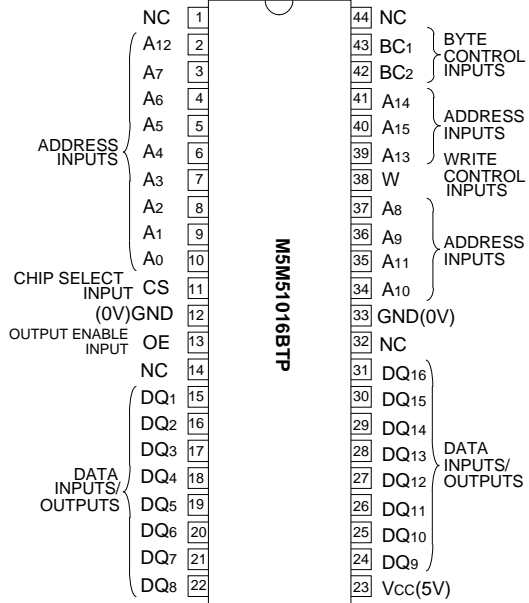 NC 1
A12 2
A7 3
A6 4
A5 5
A4 6
A3 7
A2 8
A1 9
A0 10
CS 11
(0V)GND 12
OE 13
NC 14
DQ1 15
DQ2 16
DQ3 17
DQ4 18
DQ5 19
DQ6 20
DQ7 21
DQ8 22
ADDRESS
INPUTS
CHIP SELECT
INPUT
OUTPUT ENABLE
INPUT
DATA
INPUTS/
OUTPUTS
M5M51016BTP
44 NC
43 BC1
42 BC2
41 A14
40 A15
39 A13
38 W
37 A8
36 A9
35 A11
34 A10
33 GND(0V)
32 NC
31 DQ16
30 DQ15
29 DQ14
28 DQ13
27 DQ12
26 DQ11
25 DQ10
24 DQ9
23 VCC(5V)
BYTE
CONTROL
INPUTS
ADDRESS
INPUTS
WRITE
CONTROL
INPUTS
ADDRESS
INPUTS
DATA
INPUTS/
OUTPUTS